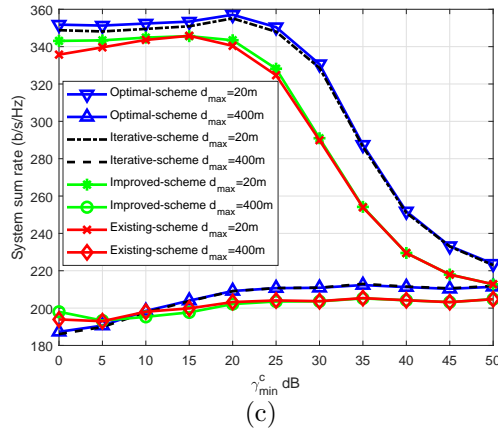 360
340
320
300
280
260
240
220
200
180
System sum rate (b/s/Hz)
Optimal-scheme d_max=20m
Optimal-scheme d_max=400m
Iterative-scheme d_max=20m
Iterative-scheme d_max=400m
Improved-scheme d_max=20m
Improved-scheme d_max=400m
Existing-scheme d_max=20m
Existing-scheme d_max=400m
0 5 10 15 20 25 30 35 40 45 50
γ^c_min dB
(c)